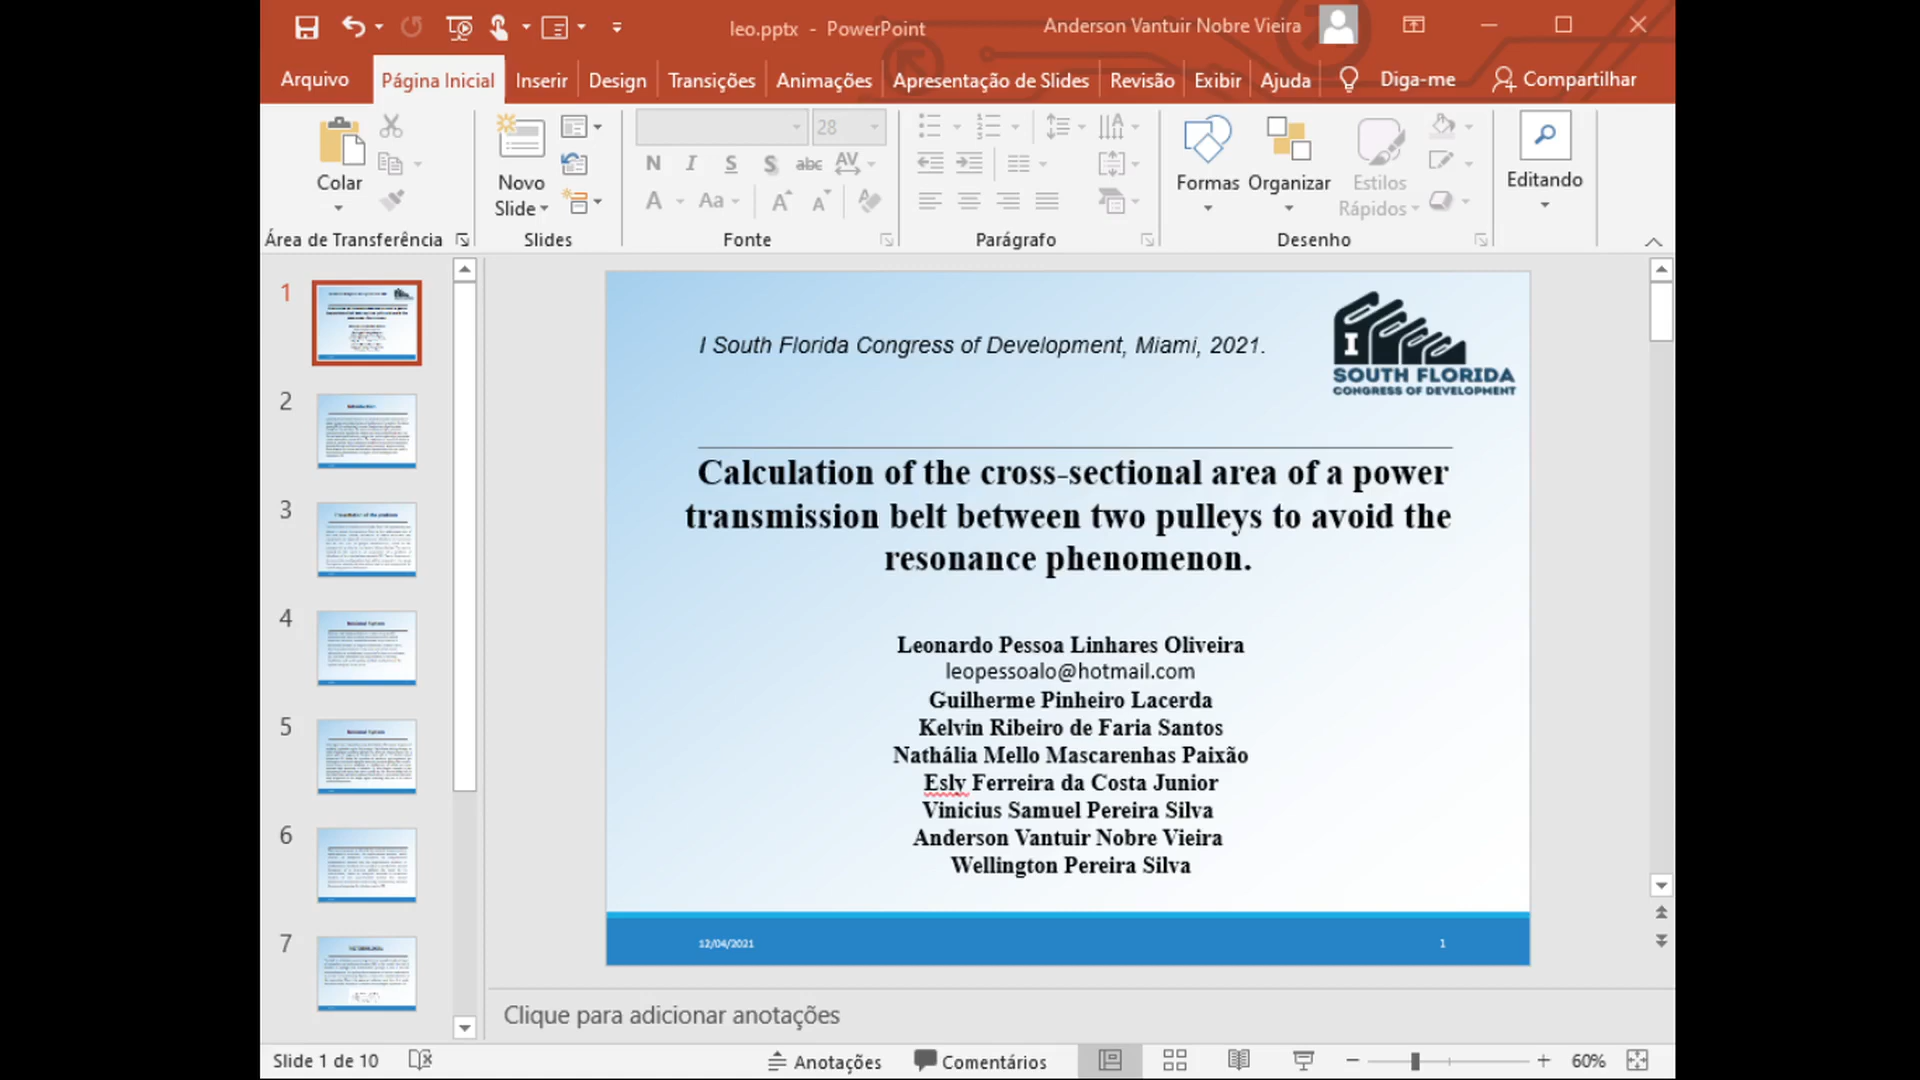 leo.pptx - PowerPoint
Anderson Vantuir Nobre Vieira
Arquivo
Página Inicial
Inserir
Design
Transições
Animações
Apresentação de Slides
Revisão
Exibir
Ajuda
Diga-me
Compartilhar
Colar
Novo
Slide
28
N I S S abc AV
A Aa A A
Formas
Organizar
Estilos
Rápidos
Editando
Área de Transferência
Slides
Fonte
Parágrafo
Desenho
1
2
3
4
5
6
7
I South Florida Congress of Development, Miami, 2021.
I
SOUTH FLORIDA
CONGRESS OF DEVELOPMENT
Calculation of the cross-sectional area of a power
transmission belt between two pulleys to avoid the
resonance phenomenon.
Leonardo Pessoa Linhares Oliveira
leopessoalo@hotmail.com
Guilherme Pinheiro Lacerda
Kelvin Ribeiro de Faria Santos
Nathália Mello Mascarenhas Paixão
Esly Ferreira da Costa Junior
Vinicius Samuel Pereira Silva
Anderson Vantuir Nobre Vieira
Wellington Pereira Silva
12/04/2021
1
Clique para adicionar anotações
Slide 1 de 10
Anotações
Comentários
60%